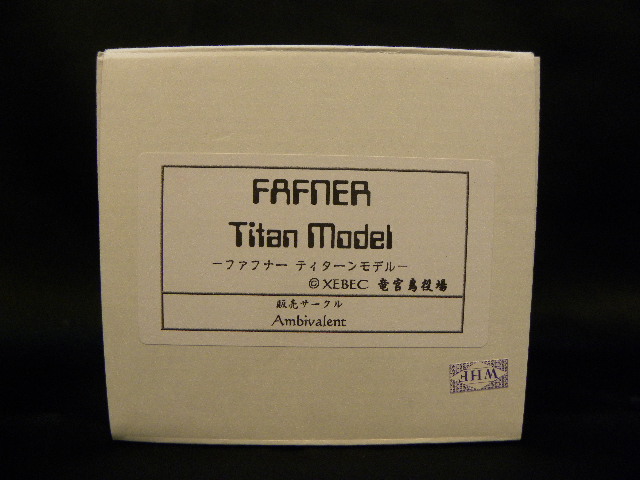 FAFNER
Titan Model
－ファフナー ティターンモデル－
© XEBEC 竜宮島役場
販売サークル
Ambivalent
WHF